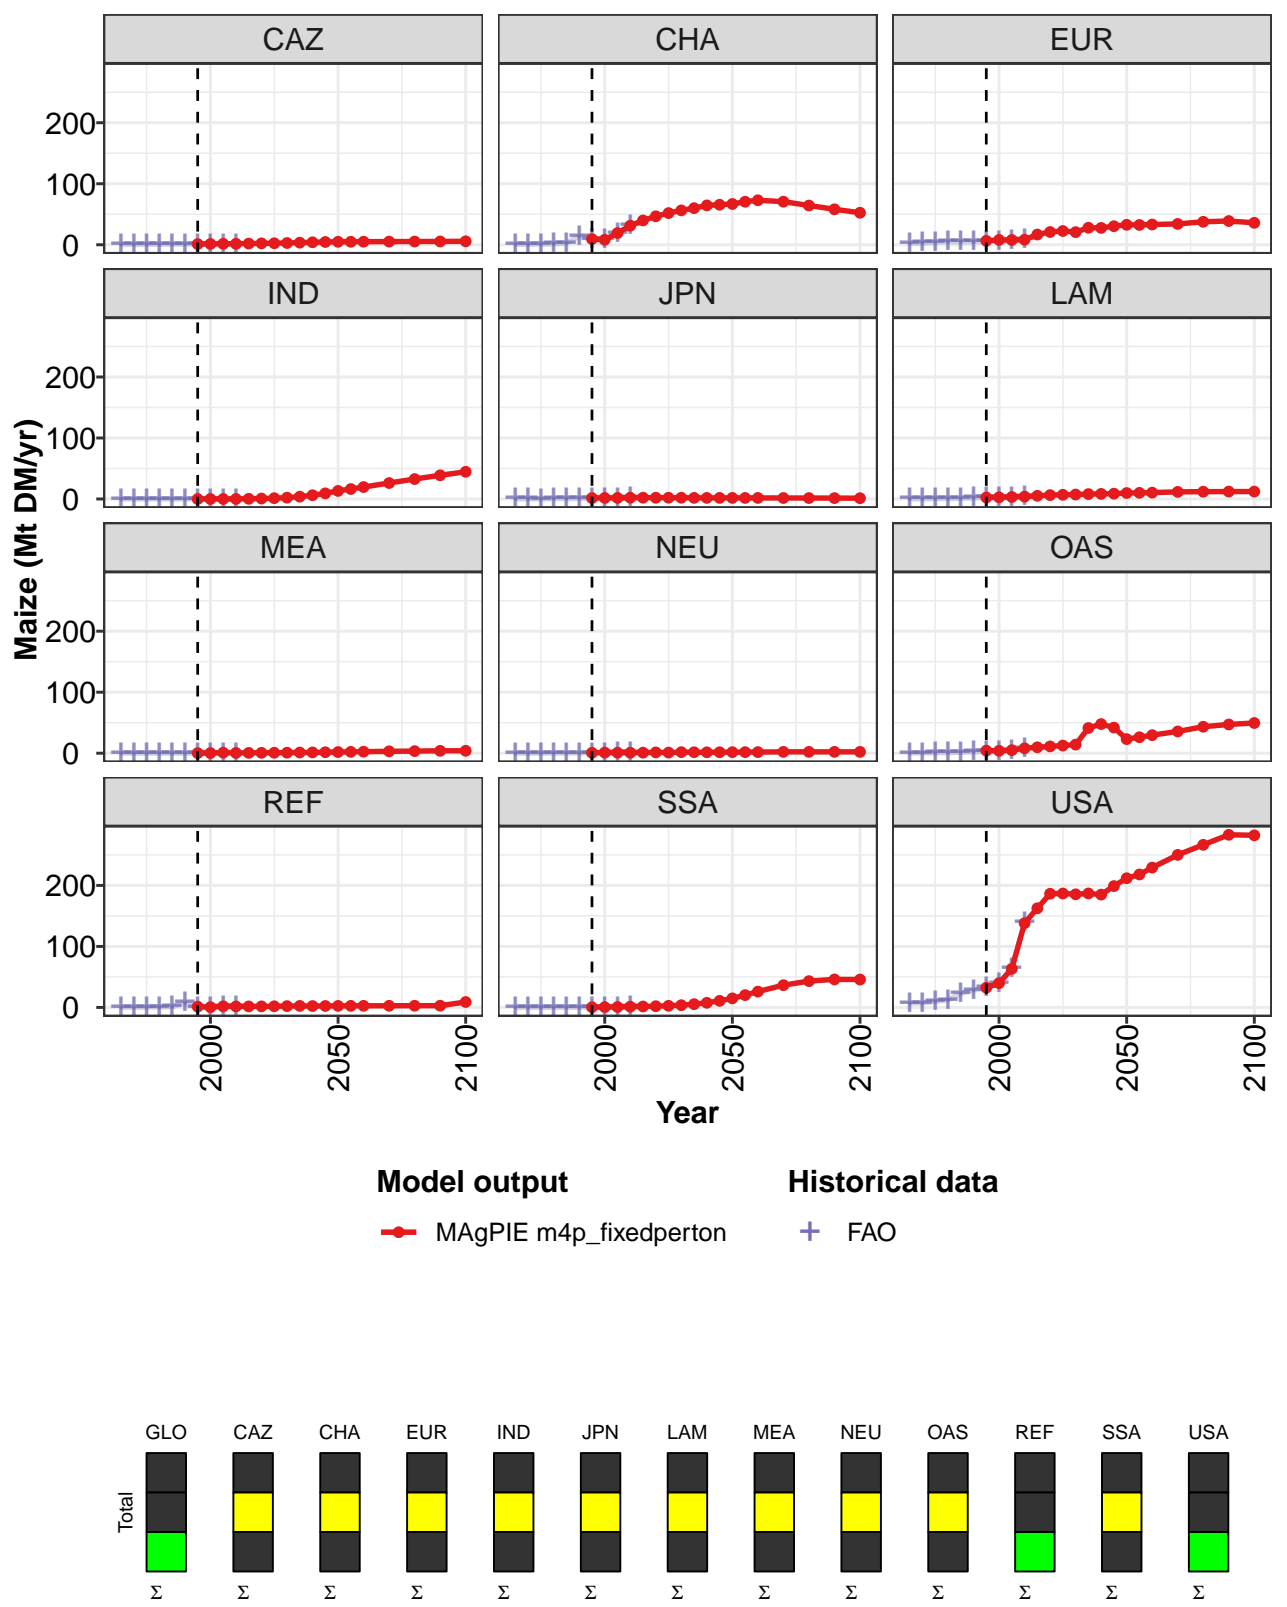 CAZ CHA EUR
200
100
0
IND JPN LAM
200
100
0
MEA NEU OAS
200
100
0
REF SSA USA
200
100
0
Maize (Mt DM/yr)
2000 2050 2100 2000 2050 2100 2000 2050 2100
Year
Model output Historical data
MAgPIE m4p_fixedperton FAO
GLO CAZ CHA EUR IND JPN LAM MEA NEU OAS REF SSA USA
Total
Σ Σ Σ Σ Σ Σ Σ Σ Σ Σ Σ Σ Σ